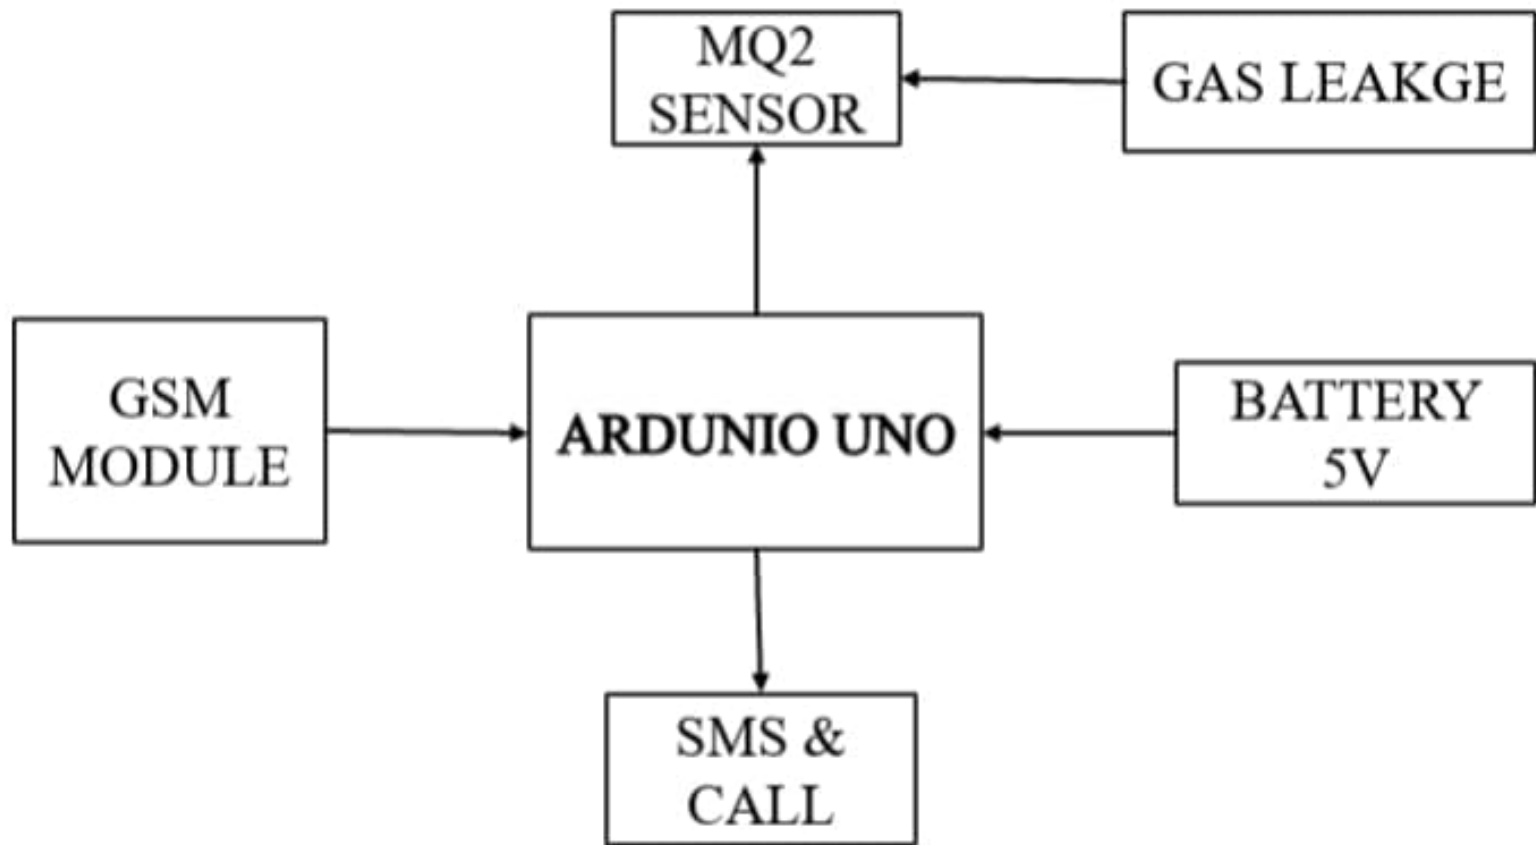 MQ2
SENSOR
GAS LEAKGE
GSM
MODULE
ARDUNIO UNO
BATTERY
5V
SMS &
CALL